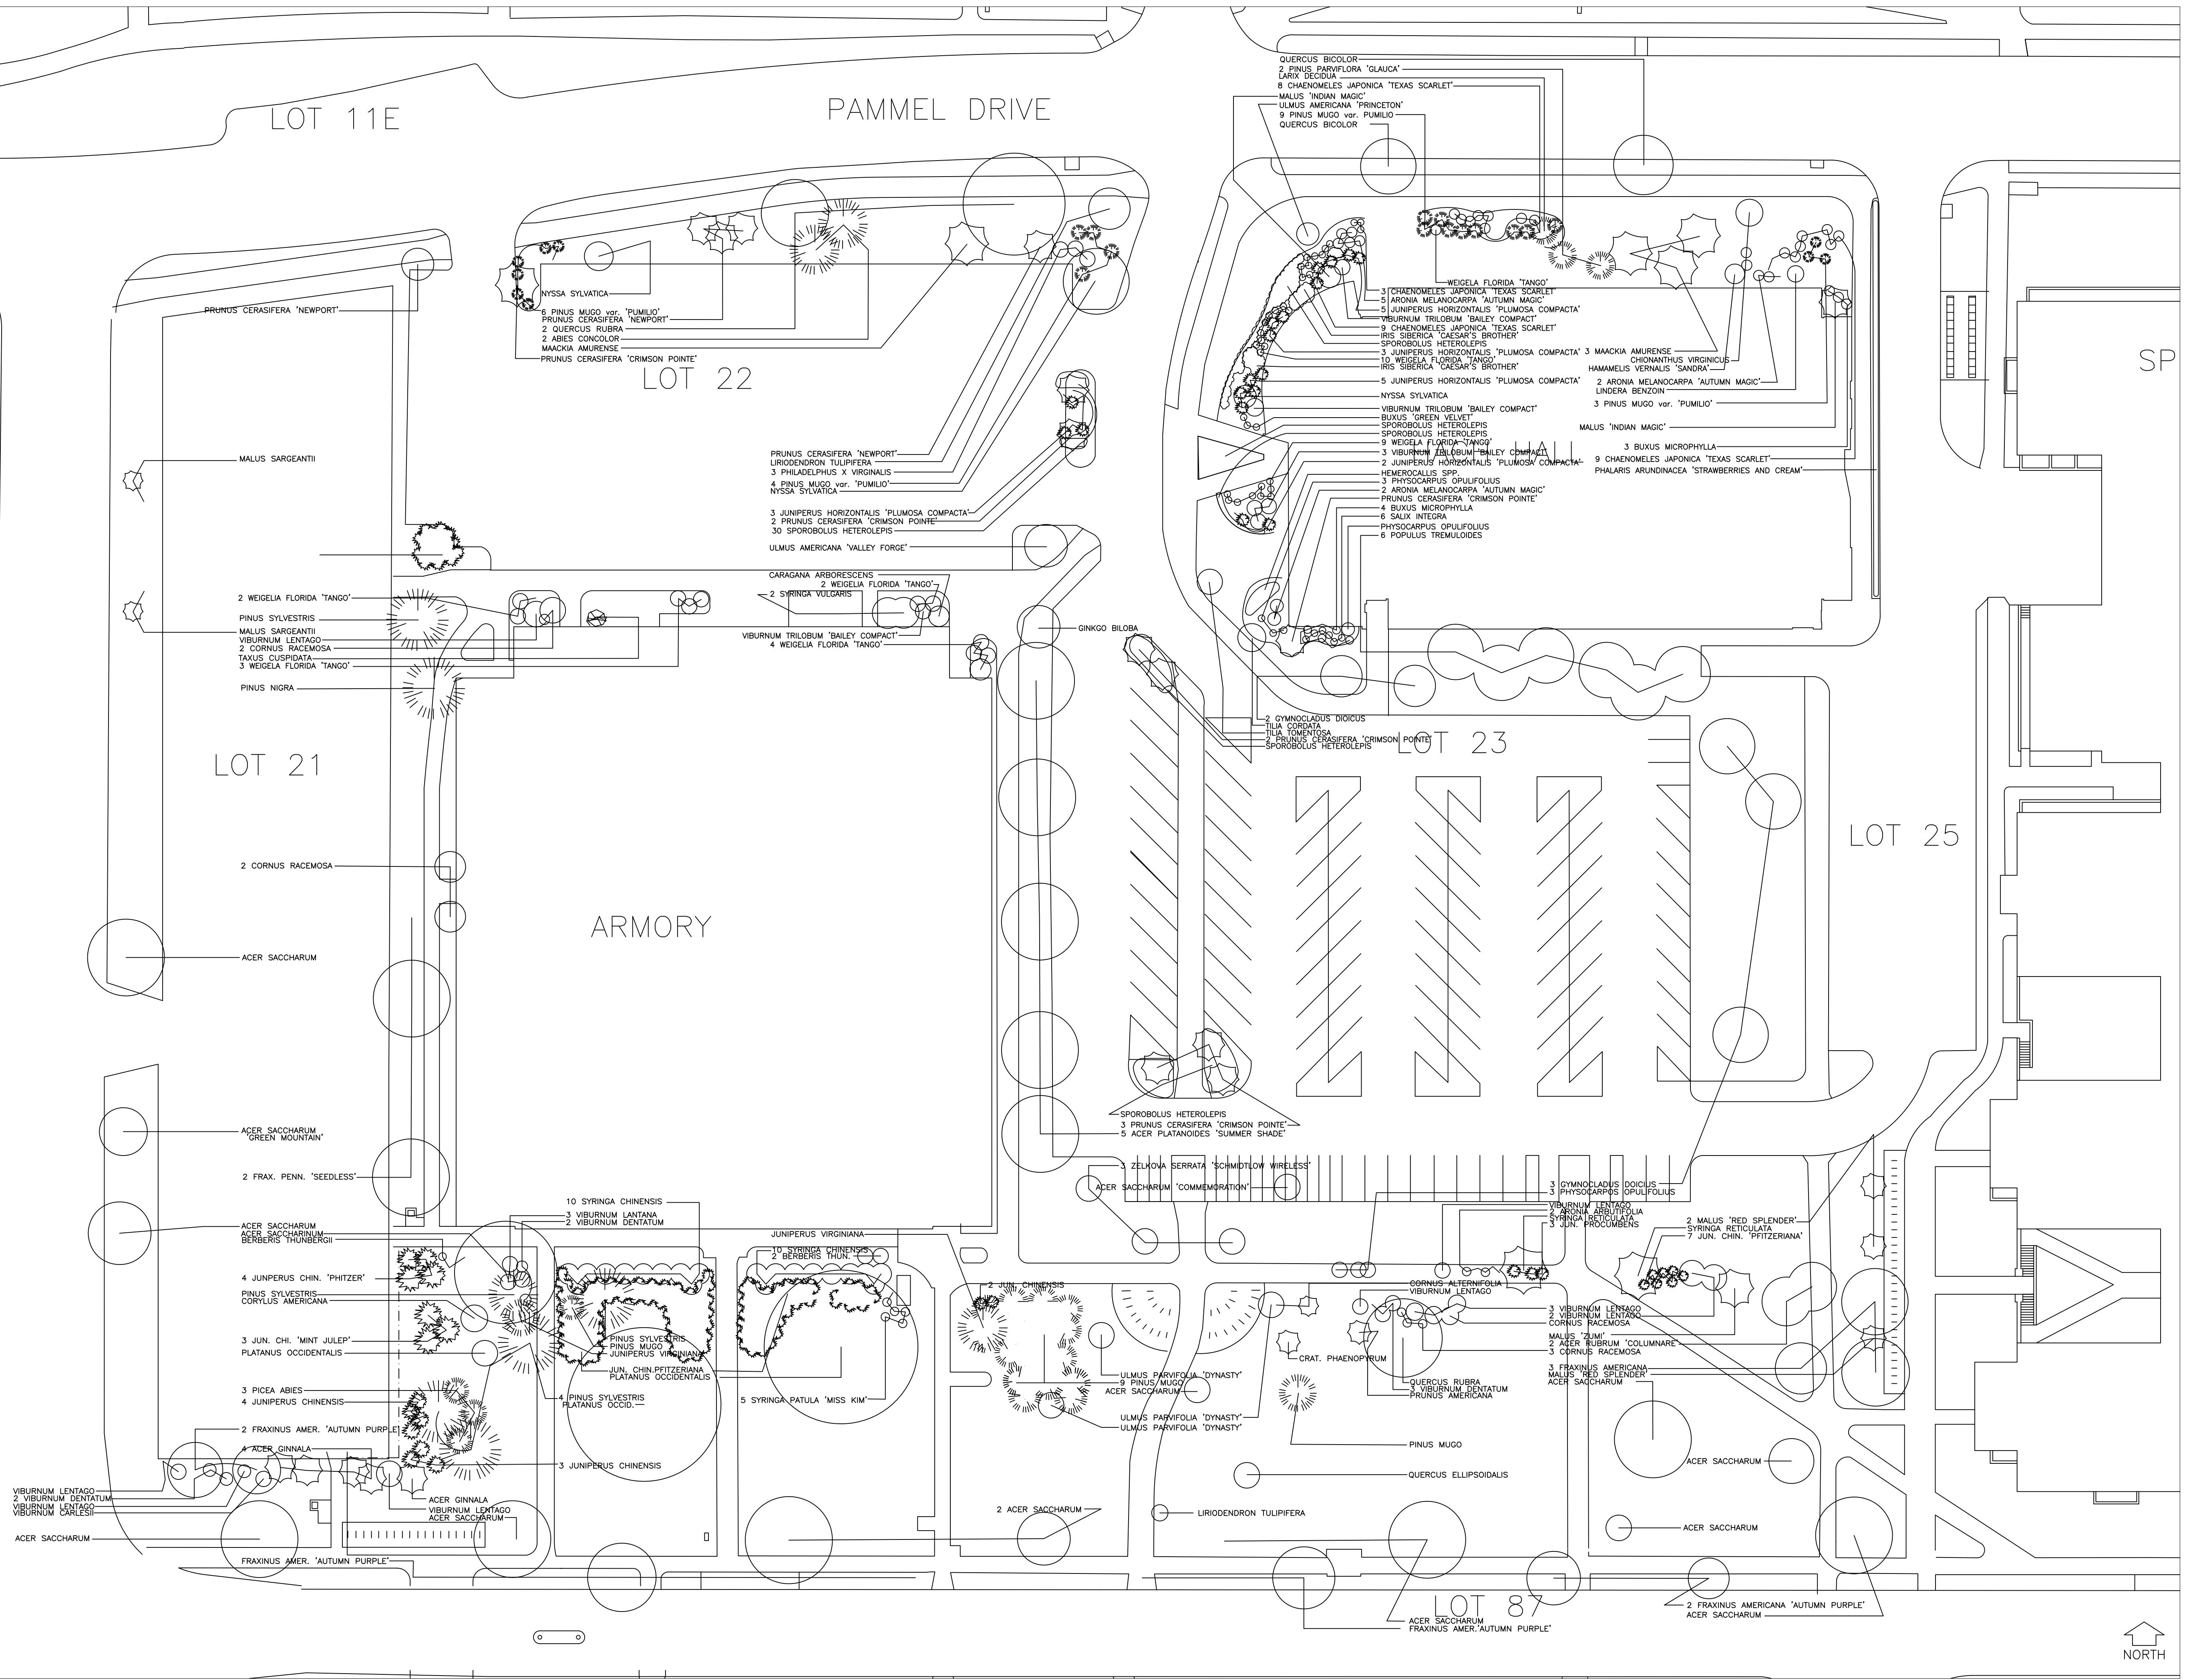 LOT 11E
PAMMEL DRIVE
QUERCUS BICOLOR
2 PINUS PARVIFLORA 'GLAUCA'
LARIX DECIDUA
8 CHAENOMELES JAPONICA 'TEXAS SCARLET'
MALUS 'INDIAN MAGIC'
ULMUS AMERICANA 'PRINCETON'
9 PINUS MUGO var. PUMILIO
QUERCUS BICOLOR
PRUNUS CERASIFERA 'NEWPORT'
NYSSA SYLVATICA
6 PINUS MUGO var. 'PUMILIO'
PRUNUS CERASIFERA 'NEWPORT'
2 QUERCUS RUBRA
2 ABIES CONCOLOR
MAACKIA AMURENSE
PRUNUS CERASIFERA 'CRIMSON POINTE'
LOT 22
WEIGELA FLORIDA 'TANGO'
3 CHAENOMELES JAPONICA 'TEXAS SCARLET'
5 ARONIA MELANOCARPA 'AUTUMN MAGIC'
5 JUNIPERUS HORIZONTALIS 'PLUMOSA COMPACTA'
VIBURNUM TRILOBUM 'BAILEY COMPACT'
9 CHAENOMELES JAPONICA 'TEXAS SCARLET'
IRIS SIBERICA 'CAESAR'S BROTHER'
SPOROBOLUS HETEROLEPIS
3 JUNIPERUS HORIZONTALIS 'PLUMOSA COMPACTA'
10 WEIGELA FLORIDA 'TANGO'
IRIS SIBERICA 'CAESAR'S BROTHER'
5 JUNIPERUS HORIZONTALIS 'PLUMOSA COMPACTA'
NYSSA SYLVATICA
VIBURNUM TRILOBUM 'BAILEY COMPACT'
BUXUS 'GREEN VELVET'
SPOROBOLUS HETEROLEPIS
SPOROBOLUS HETEROLEPIS
9 WEIGELA FLORIDA 'TANGO'
3 VIBURNUM TRILOBUM 'BAILEY COMPACT'
2 JUNIPERUS HORIZONTALIS 'PLUMOSA COMPACTA'
HEMEROCALLIS SPP.
3 PHYSOCARPUS OPULIFOLIUS
2 ARONIA MELANOCARPA 'AUTUMN MAGIC'
PRUNUS CERASIFERA 'CRIMSON POINTE'
4 BUXUS MICROPHYLLA
6 SALIX INTEGRA
PHYSOCARPUS OPULIFOLIUS
6 POPULUS TREMULOIDES
3 MAACKIA AMURENSE
CHIONANTHUS VIRGINICUS
HAMAMELIS VERNALIS 'SANDRA'
2 ARONIA MELANOCARPA 'AUTUMN MAGIC'
LINDERA BENZOIN
3 PINUS MUGO var. 'PUMILIO'
MALUS 'INDIAN MAGIC'
HALL
3 BUXUS MICROPHYLLA
9 CHAENOMELES JAPONICA 'TEXAS SCARLET'
PHALARIS ARUNDINACEA 'STRAWBERRIES AND CREAM'
SP
MALUS SARGEANTII
PRUNUS CERASIFERA 'NEWPORT'
LIRIODENDRON TULIPIFERA
3 PHILADELPHUS X VIRGINALIS
4 PINUS MUGO var. 'PUMILIO'
NYSSA SYLVATICA
3 JUNIPERUS HORIZONTALIS 'PLUMOSA COMPACTA'
2 PRUNUS CERASIFERA 'CRIMSON POINTE'
30 SPOROBOLUS HETEROLEPIS
ULMUS AMERICANA 'VALLEY FORGE'
CARAGANA ARBORESCENS
2 WEIGELIA FLORIDA 'TANGO'
2 SYRINGA VULGARIS
VIBURNUM TRILOBUM 'BAILEY COMPACT'
4 WEIGELIA FLORIDA 'TANGO'
2 WEIGELIA FLORIDA 'TANGO'
PINUS SYLVESTRIS
MALUS SARGEANTII
VIBURNUM LENTAGO
2 CORNUS RACEMOSA
TAXUS CUSPIDATA
3 WEIGELA FLORIDA 'TANGO'
PINUS NIGRA
GINKGO BILOBA
2 GYMNOCLADUS DIOICUS
TILIA CORDATA
TILIA TOMENTOSA
2 PRUNUS CERASIFERA 'CRIMSON POINTE'
SPOROBOLUS HETEROLEPIS
LOT 23
LOT 21
LOT 25
2 CORNUS RACEMOSA
ARMORY
ACER SACCHARUM
ACER SACCHARUM
'GREEN MOUNTAIN'
2 FRAX. PENN. 'SEEDLESS'
SPOROBOLUS HETEROLEPIS
3 PRUNUS CERASIFERA 'CRIMSON POINTE'
5 ACER PLATANOIDES 'SUMMER SHADE'
3 ZELKOVA SERRATA 'SCHMIDTLOW WIRELESS'
ACER SACCHARUM 'COMMEMORATION'
3 GYMNOCLADUS DOICIUS
3 PHYSOCARPOS OPULIFOLIUS
VIBURNUM LENTAGO
2 ARONIA ARBUTIFOLIA
SYRINGA RETICULATA
3 JUN. PROCUMBENS
2 MALUS 'RED SPLENDER'
SYRINGA RETICULATA
7 JUN. CHIN. 'PFITZERIANA'
10 SYRINGA CHINENSIS
3 VIBURNUM LANTANA
2 VIBURNUM DENTATUM
ACER SACCHARUM
ACER SACCHARINUM
BERBERIS THUNBERGII
JUNIPERUS VIRGINIANA
10 SYRINGA CHINENSIS
2 BERBERIS THUN.
4 JUNPERUS CHIN. 'PHITZER'
PINUS SYLVESTRIS
CORYLUS AMERICANA
3 JUN. CHI. 'MINT JULEP'
PLATANUS OCCIDENTALIS
3 PICEA ABIES
4 JUNIPERUS CHINENSIS
2 FRAXINUS AMER. 'AUTUMN PURPLE'
4 ACER GINNALA
PINUS SYLVESTRIS
PINUS MUGO
JUNIPERUS VIRGINIANA
JUN. CHIN.PFITZERIANA
PLATANUS OCCIDENTALIS
4 PINUS SYLVESTRIS
PLATANUS OCCID.
5 SYRINGA PATULA 'MISS KIM'
3 JUNIPERUS CHINENSIS
2 JUN. CHINENSIS
ULMUS PARVIFOLIA 'DYNASTY'
9 PINUS MUGO
ACER SACCHARUM
ULMUS PARVIFOLIA 'DYNASTY'
ULMUS PARVIFOLIA 'DYNASTY'
CRAT. PHAENOPYRUM
CORNUS ALTERNIFOLIA
VIBURNUM LENTAGO
3 VIBURNUM LENTAGO
2 VIBURNUM LENTAGO
CORNUS RACEMOSA
MALUS 'ZUMI'
2 ACER RUBRUM 'COLUMNARE'
3 CORNUS RACEMOSA
3 FRAXINUS AMERICANA
MALUS 'RED SPLENDER'
ACER SACCHARUM
QUERCUS RUBRA
3 VIBURNUM DENTATUM
PRUNUS AMERICANA
PINUS MUGO
QUERCUS ELLIPSOIDALIS
ACER SACCHARUM
VIBURNUM LENTAGO
2 VIBURNUM DENTATUM
VIBURNUM LENTAGO
VIBURNUM CARLESII
ACER SACCHARUM
ACER GINNALA
VIBURNUM LENTAGO
ACER SACCHARUM
2 ACER SACCHARUM
LIRIODENDRON TULIPIFERA
ACER SACCHARUM
FRAXINUS AMER. 'AUTUMN PURPLE'
LOT 87
2 FRAXINUS AMERICANA 'AUTUMN PURPLE'
ACER SACCHARUM
ACER SACCHARUM
FRAXINUS AMER.'AUTUMN PURPLE'
NORTH